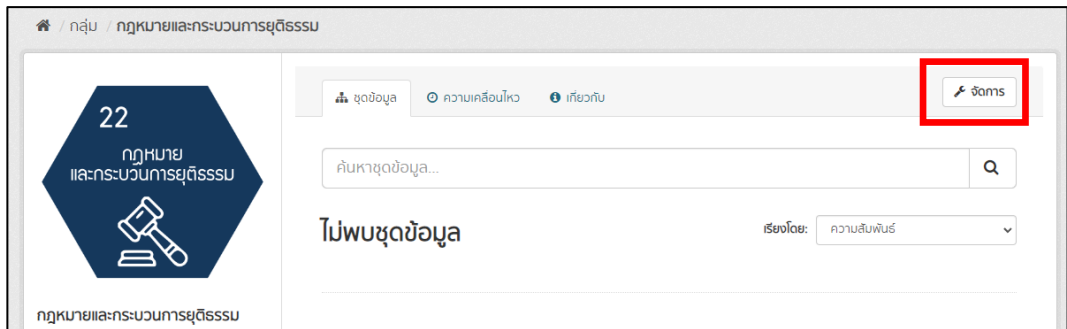 / กลุ่ม / กฎหมายและกระบวนการยุติธรรม
ชุดข้อมูล ความเคลื่อนไหว เกี่ยวกับ จัดการ
22
กฎหมาย
และกระบวนการยุติธรรม
ค้นหาชุดข้อมูล...
ไม่พบชุดข้อมูล
เรียงโดย: ความสัมพันธ์
กฎหมายและกระบวนการยุติธรรม